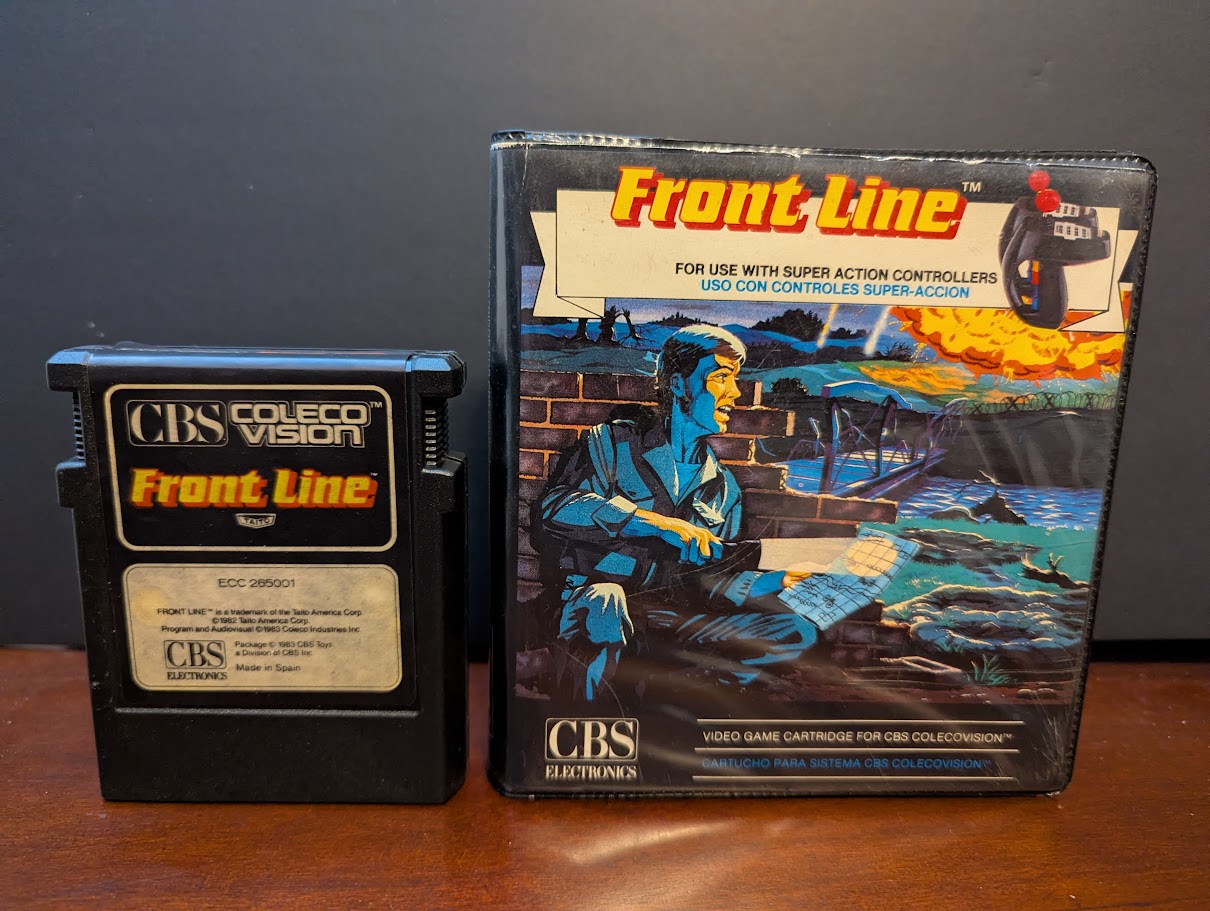 CBS COLECO VISION™
Front Line™
TAITO
ECC 265001
FRONT LINE™ is a trademark of the Taito America Corp
©1982 Taito America Corp.
Program and Audiovisual ©1983 Coleco Industries Inc
Package © 1983 CBS Toys
a Division of CBS Inc
CBS
ELECTRONICS
Made in Spain
Front Line™
FOR USE WITH SUPER ACTION CONTROLLERS
USO CON CONTROLES SUPER-ACCION
CBS
ELECTRONICS
VIDEO GAME CARTRIDGE FOR CBS COLECOVISION™
CARTUCHO PARA SISTEMA CBS COLECOVISION™